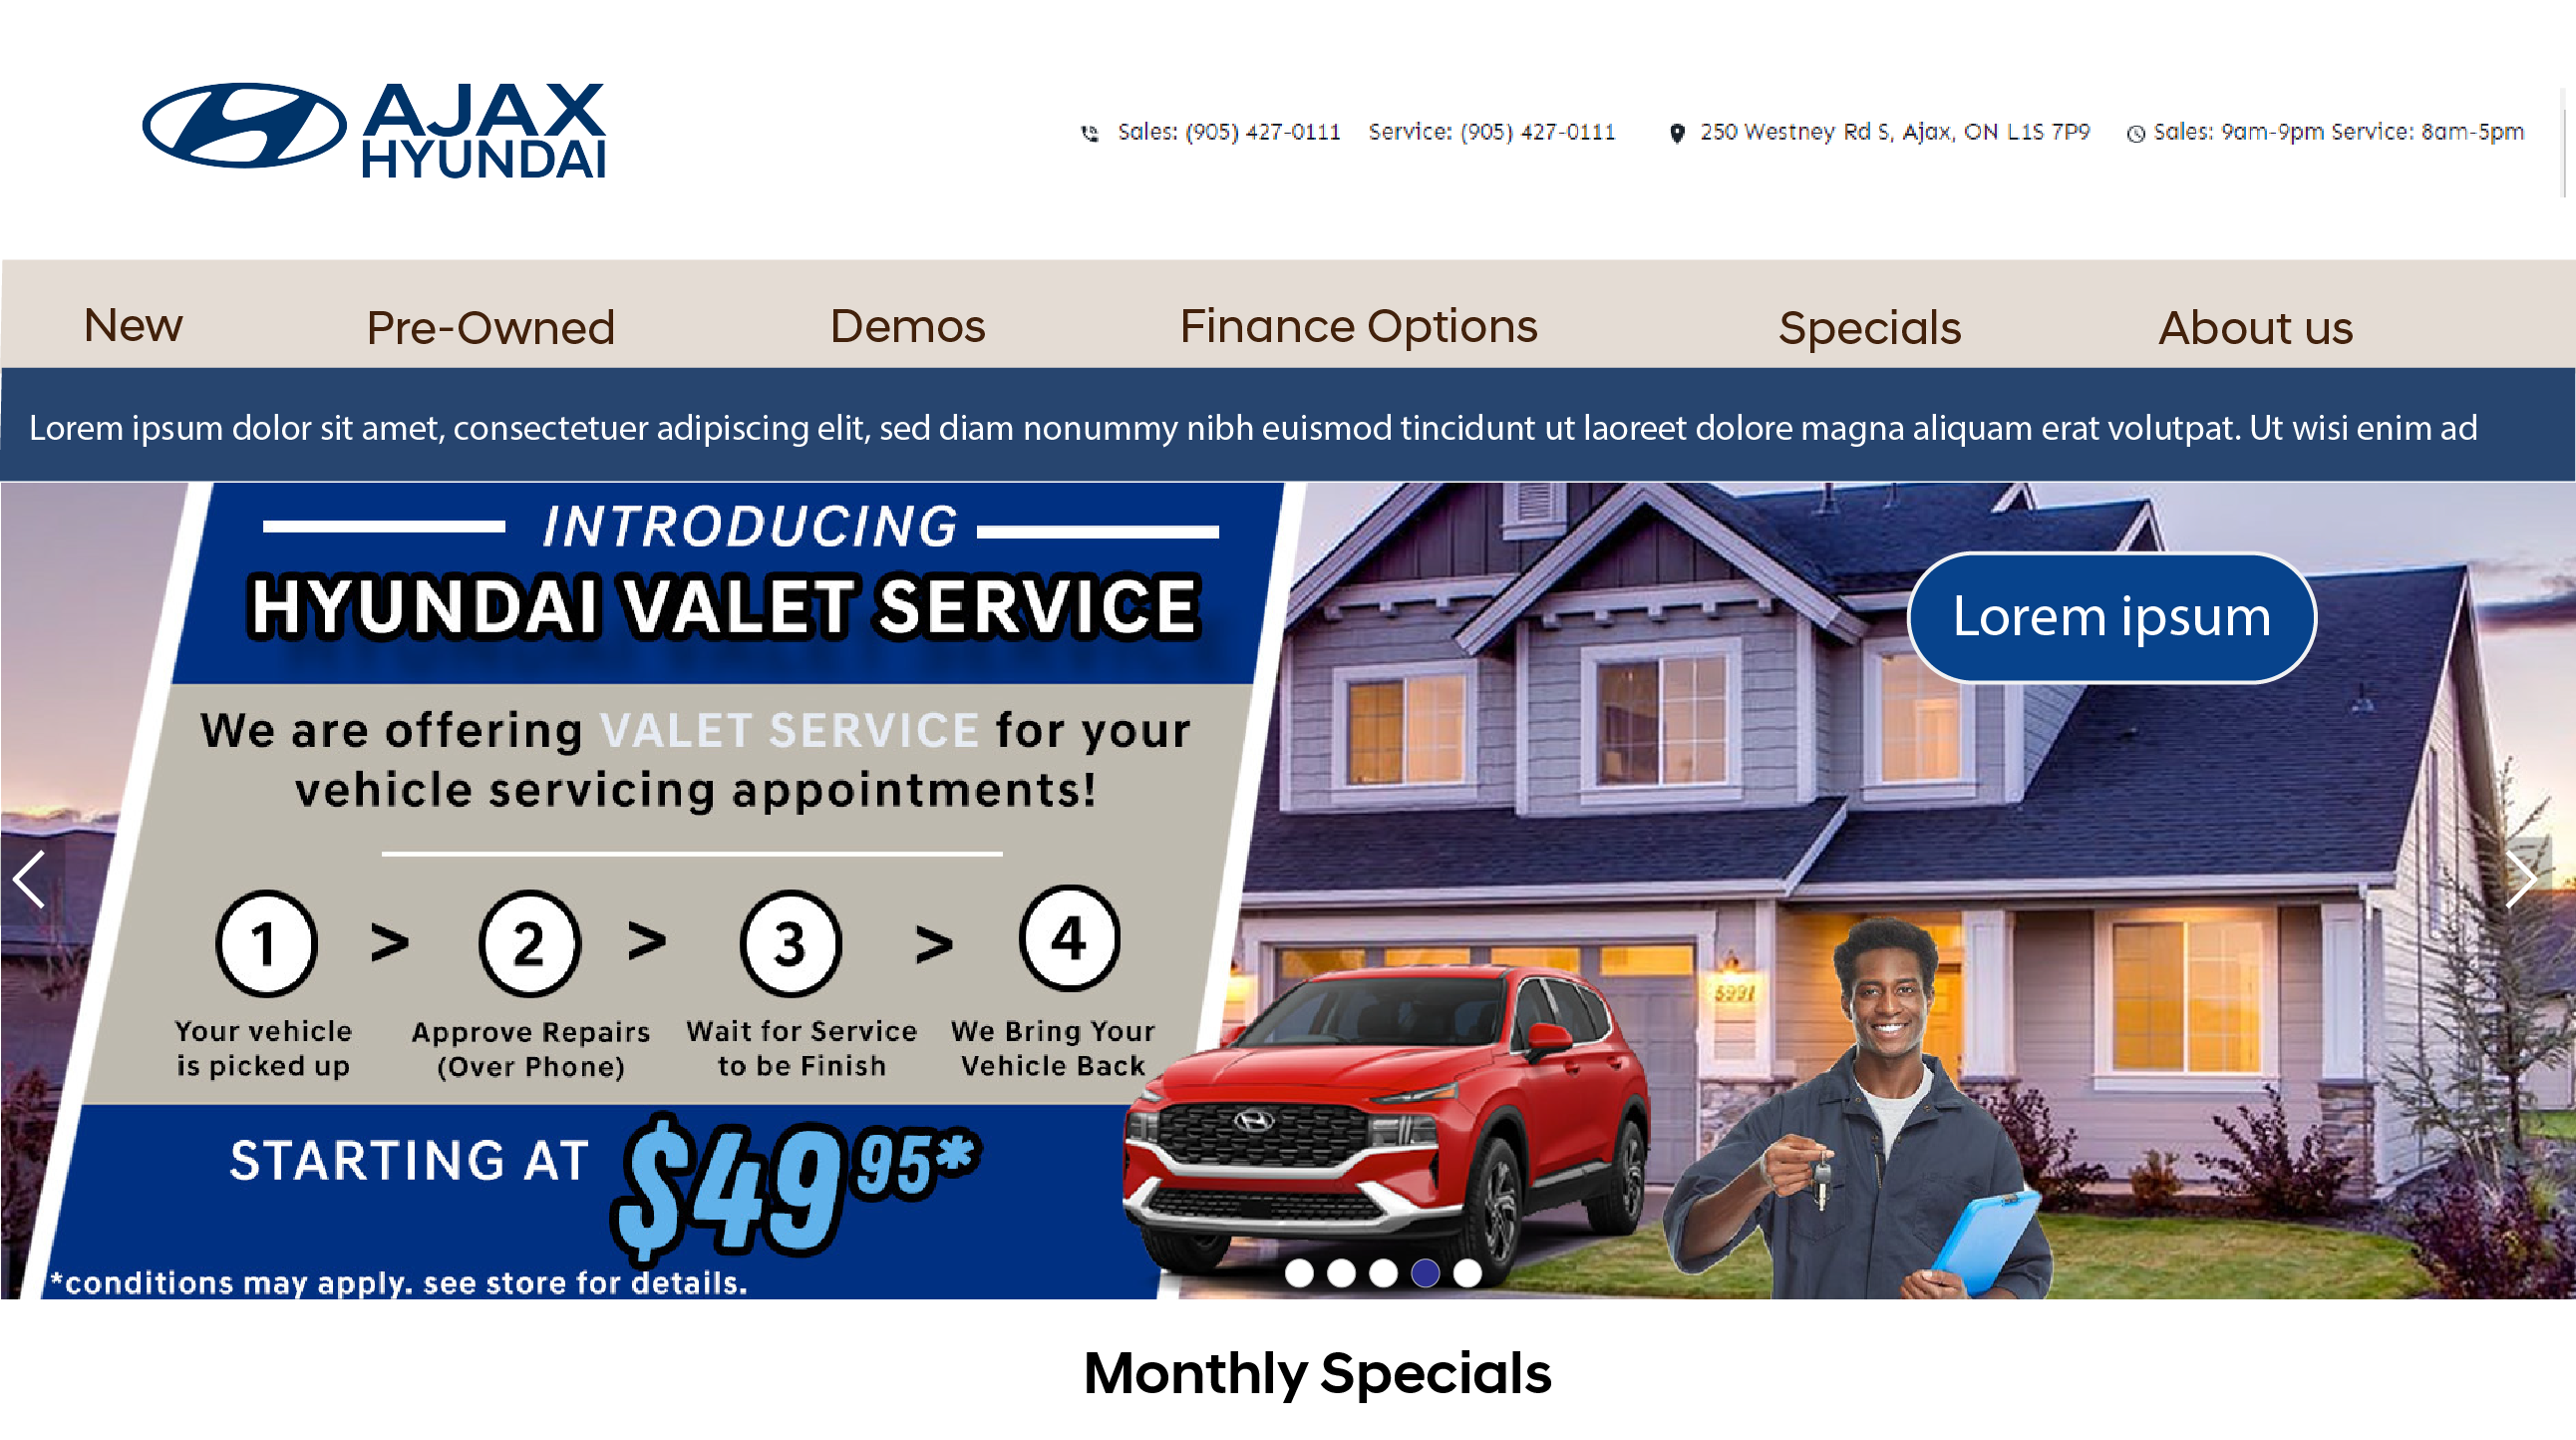 AJAX
HYUNDAI
Sales: (905) 427-0111 Service: (905) 427-0111 250 Westney Rd S, Ajax, ON L1S 7P9 Sales: 9am-9pm Service: 8am-5pm
New Pre-Owned Demos Finance Options Specials About us
Lorem ipsum dolor sit amet, consectetuer adipiscing elit, sed diam nonummy nibh euismod tincidunt ut laoreet dolore magna aliquam erat volutpat. Ut wisi enim ad
INTRODUCING
HYUNDAI VALET SERVICE
Lorem ipsum
We are offering VALET SERVICE for your
vehicle servicing appointments!
1 > 2 > 3 > 4
Your vehicle
is picked up
Approve Repairs
(Over Phone)
Wait for Service
to be Finish
We Bring Your
Vehicle Back
5991
STARTING AT $49 95*
*conditions may apply. see store for details.
Monthly Specials